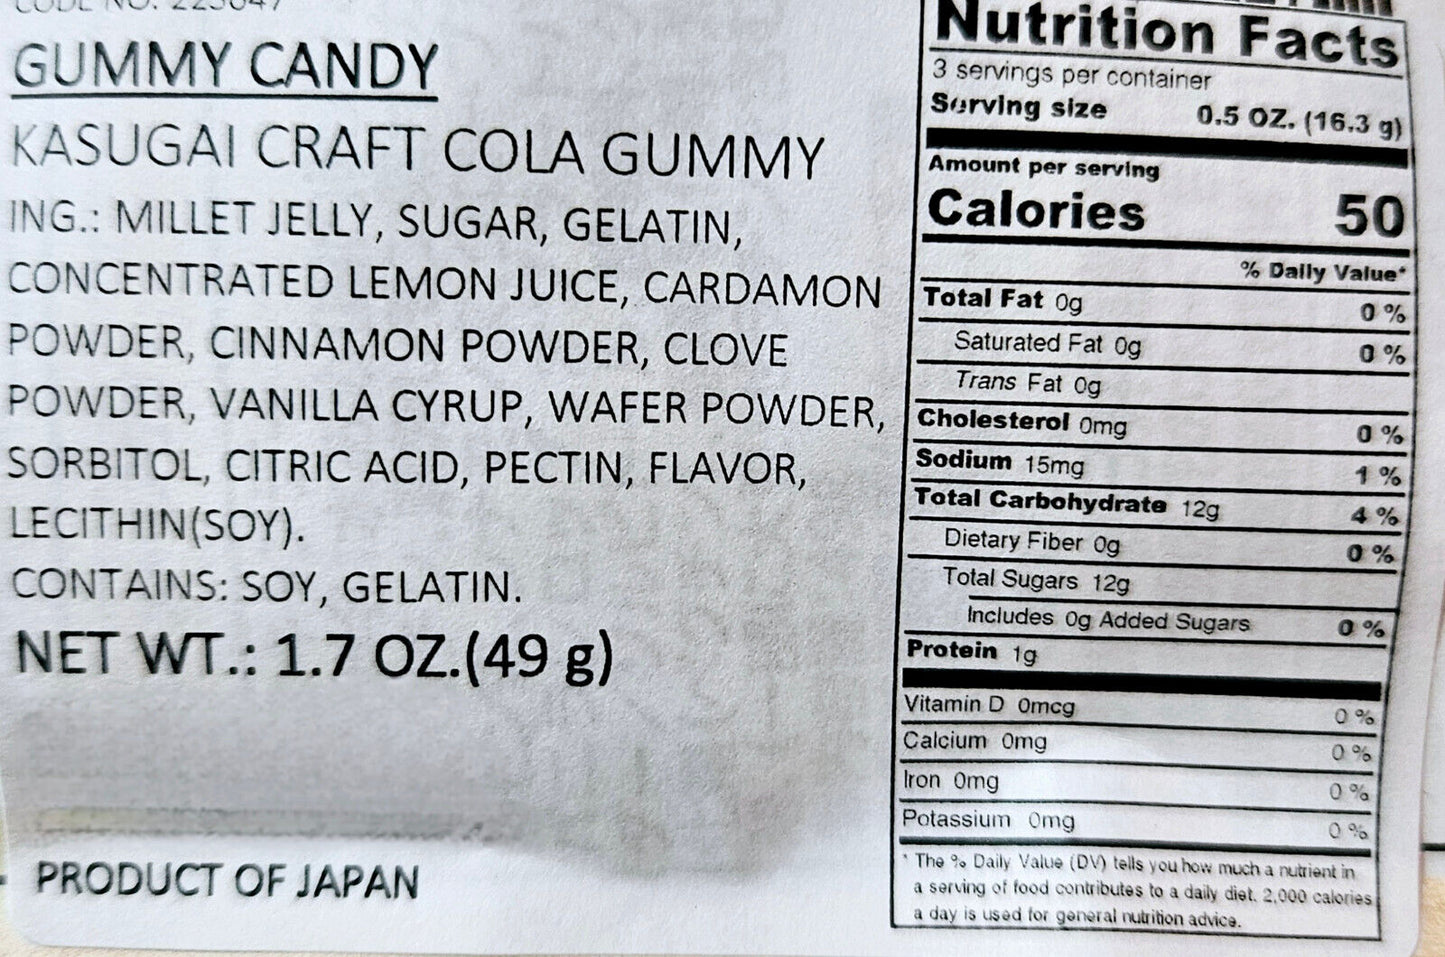 GUMMY CANDY
KASUGAI CRAFT COLA GUMMY
ING.: MILLET JELLY, SUGAR, GELATIN,
CONCENTRATED LEMON JUICE, CARDAMON
POWDER, CINNAMON POWDER, CLOVE
POWDER, VANILLA CYRUP, WAFER POWDER,
SORBITOL, CITRIC ACID, PECTIN, FLAVOR,
LECITHIN(SOY).
CONTAINS: SOY, GELATIN.
NET WT.: 1.7 OZ.(49 g)
PRODUCT OF JAPAN
Nutrition Facts
3 servings per container
Serving size 0.5 OZ. (16.3 g)
Amount per serving
Calories 50
% Daily Value*
Total Fat 0g 0 %
Saturated Fat 0g 0 %
Trans Fat 0g
Cholesterol 0mg 0 %
Sodium 15mg 1 %
Total Carbohydrate 12g 4 %
Dietary Fiber 0g 0 %
Total Sugars 12g
Includes 0g Added Sugars 0 %
Protein 1g
Vitamin D 0mcg 0 %
Calcium 0mg 0 %
Iron 0mg 0 %
Potassium 0mg 0 %
* The % Daily Value (DV) tells you how much a nutrient in
a serving of food contributes to a daily diet. 2,000 calories
a day is used for general nutrition advice.